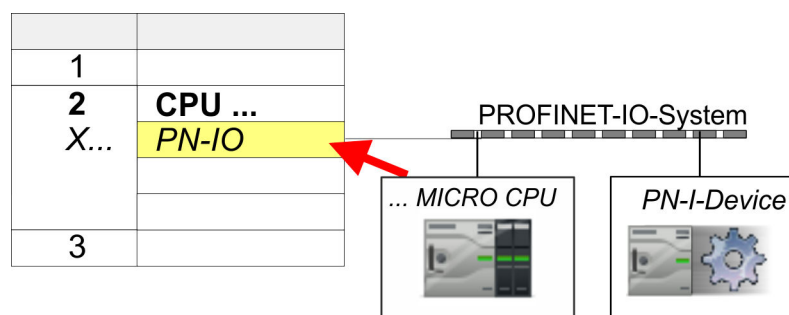 1
2 CPU ...
X... PN-IO
3
PROFINET-IO-System
... MICRO CPU
PN-I-Device